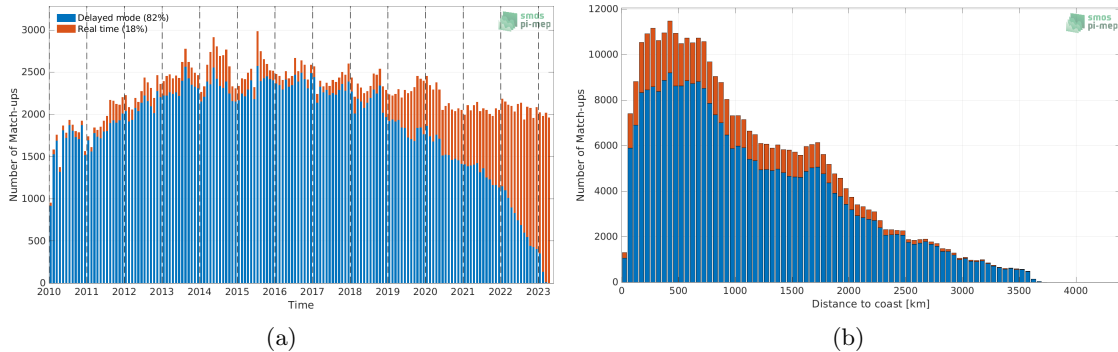 Delayed mode (82%)
Real time (18%)
smos
pi-mep
3000
2500
2000
1500
1000
500
0
Number of Match-ups
2010 2011 2012 2013 2014 2015 2016 2017 2018 2019 2020 2021 2022 2023
Time
(a)
smos
pi-mep
12000
10000
8000
6000
4000
2000
0
Number of Match-ups
0 500 1000 1500 2000 2500 3000 3500 4000
Distance to coast [km]
(b)